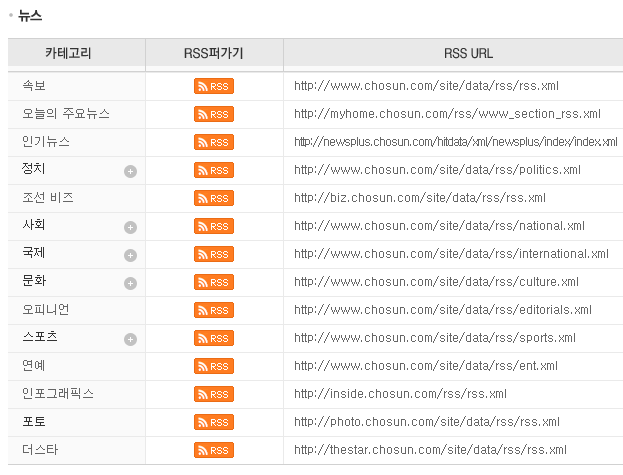 뉴스
카테고리 RSS퍼가기 RSS URL
속보 RSS http://www.chosun.com/site/data/rss/rss.xml
오늘의 주요뉴스 RSS http://myhome.chosun.com/rss/www_section_rss.xml
인기뉴스 RSS http://newsplus.chosun.com/hitdata/xml/newsplus/index/index.xml
정치 RSS http://www.chosun.com/site/data/rss/politics.xml
조선 비즈 RSS http://biz.chosun.com/site/data/rss/rss.xml
사회 RSS http://www.chosun.com/site/data/rss/national.xml
국제 RSS http://www.chosun.com/site/data/rss/international.xml
문화 RSS http://www.chosun.com/site/data/rss/culture.xml
오피니언 RSS http://www.chosun.com/site/data/rss/editorials.xml
스포츠 RSS http://www.chosun.com/site/data/rss/sports.xml
연예 RSS http://www.chosun.com/site/data/rss/ent.xml
인포그래픽스 RSS http://inside.chosun.com/rss/rss.xml
포토 RSS http://photo.chosun.com/site/data/rss/rss.xml
더스타 RSS http://thestar.chosun.com/site/data/rss/rss.xml